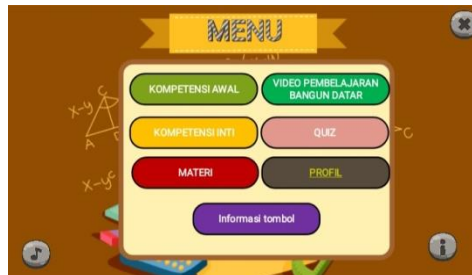 MENU
KOMPETENSI AWAL
VIDEO PEMBELAJARAN
BANGUN DATAR
KOMPETENSI INTI
QUIZ
MATERI
PROFIL
Informasi tombol
X-y
C
A
X-y
C